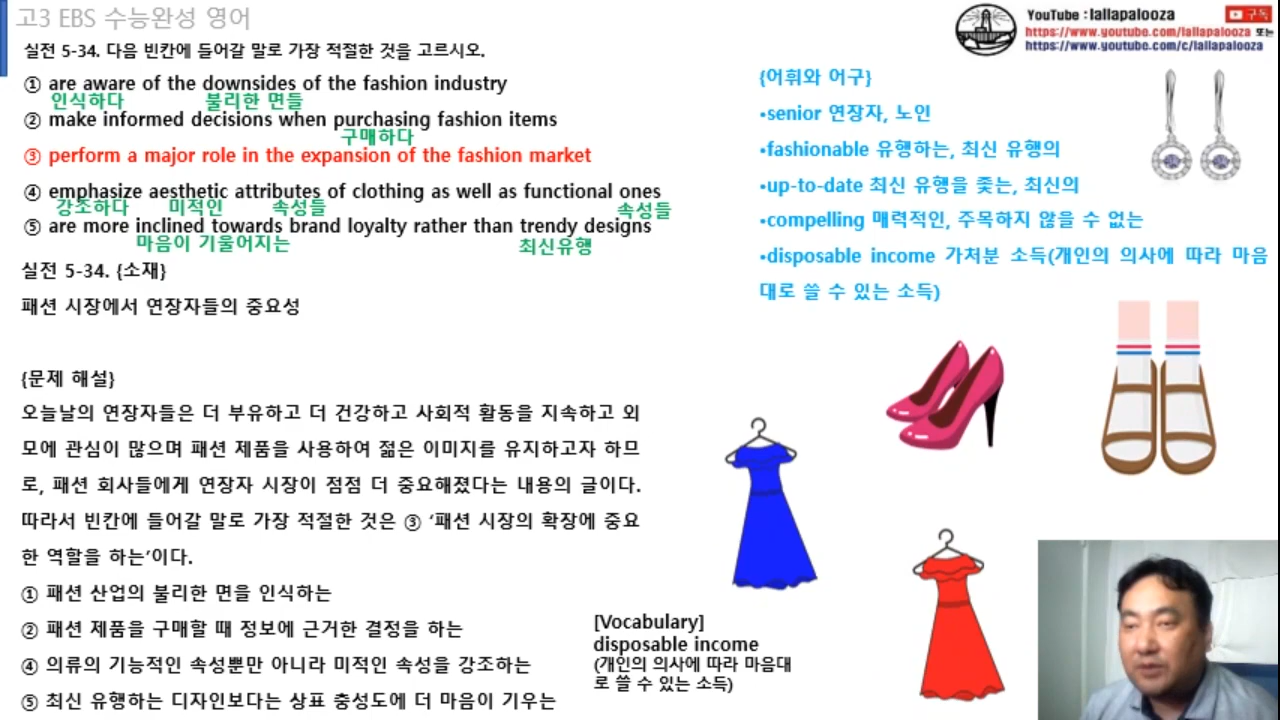 고3 EBS 수능완성 영어
실전 5-34. 다음 빈칸에 들어갈 말로 가장 적절한 것을 고르시오.
① are aware of the downsides of the fashion industry
인식하다 불리한 면들
② make informed decisions when purchasing fashion items
구매하다
③ perform a major role in the expansion of the fashion market
④ emphasize aesthetic attributes of clothing as well as functional ones
강조하다 미적인 속성들 속성들
⑤ are more inclined towards brand loyalty rather than trendy designs
마음이 기울어지는 최신유행
실전 5-34. {소재}
패션 시장에서 연장자들의 중요성
{문제 해설}
오늘날의 연장자들은 더 부유하고 더 건강하고 사회적 활동을 지속하고 외
모에 관심이 많으며 패션 제품을 사용하여 젊은 이미지를 유지하고자 하므
로, 패션 회사들에게 연장자 시장이 점점 더 중요해졌다는 내용의 글이다.
따라서 빈칸에 들어갈 말로 가장 적절한 것은 ③ ‘패션 시장의 확장에 중요
한 역할을 하는’이다.
① 패션 산업의 불리한 면을 인식하는
② 패션 제품을 구매할 때 정보에 근거한 결정을 하는
④ 의류의 기능적인 속성뿐만 아니라 미적인 속성을 강조하는
⑤ 최신 유행하는 디자인보다는 상표 충성도에 더 마음이 기우는
YouTube : lallapalooza 구독
https://www.youtube.com/lallapalooza 또는
https://www.youtube.com/c/lallapalooza
{어휘와 어구}
•senior 연장자, 노인
•fashionable 유행하는, 최신 유행의
•up-to-date 최신 유행을 좇는, 최신의
•compelling 매력적인, 주목하지 않을 수 없는
•disposable income 가처분 소득(개인의 의사에 따라 마음
대로 쓸 수 있는 소득)
[Vocabulary]
disposable income
(개인의 의사에 따라 마음대
로 쓸 수 있는 소득)